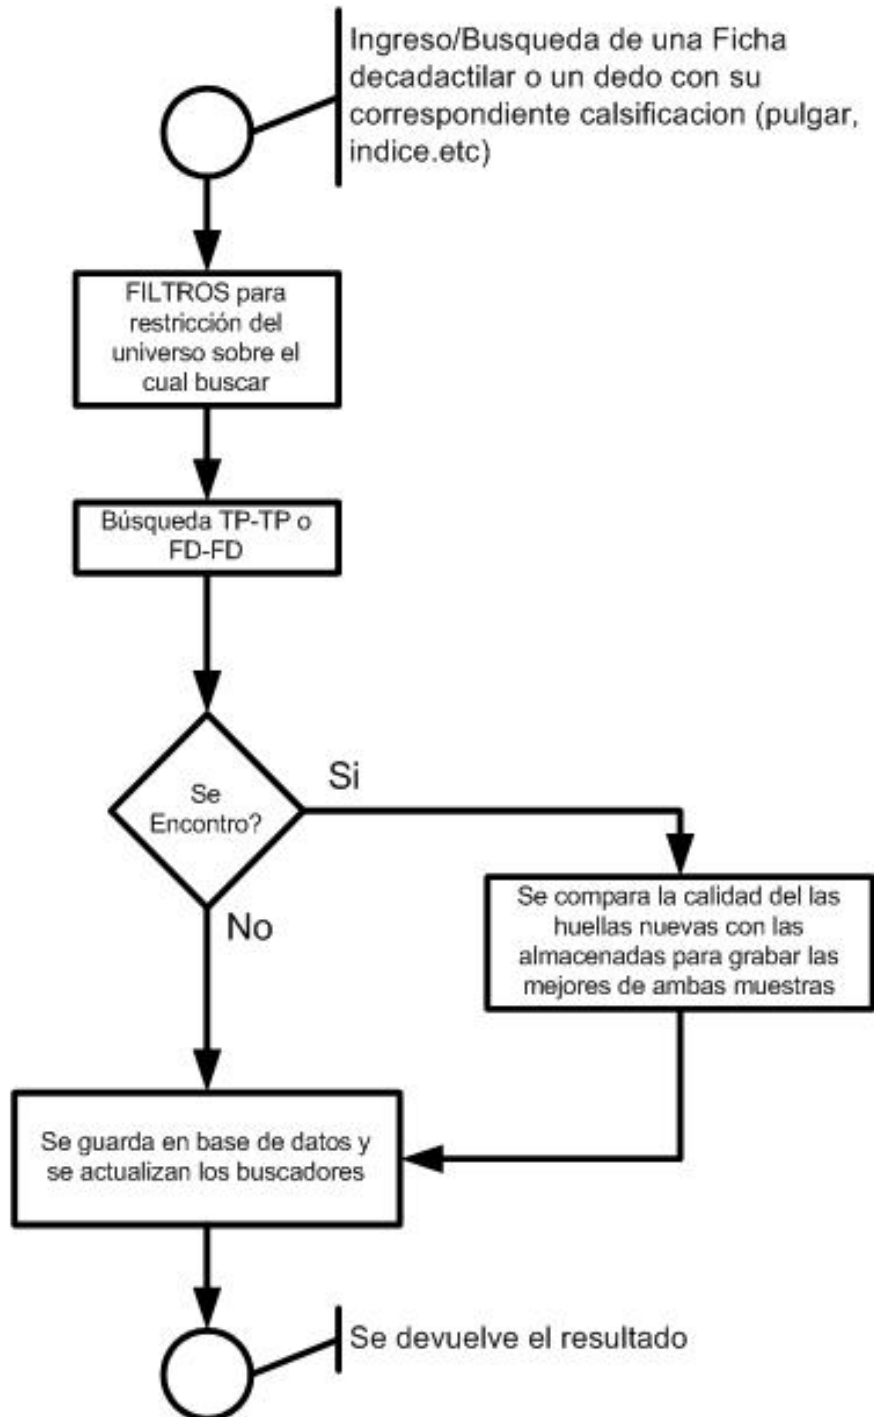 Ingreso/Busqueda de una Ficha
decadactilar o un dedo con su
correspondiente calsificacion (pulgar,
indice.etc)
FILTROS para
restricción del
universo sobre el
cual buscar
Búsqueda TP-TP o
FD-FD
Se
Encontro?
Si
No
Se compara la calidad del las
huellas nuevas con las
almacenadas para grabar las
mejores de ambas muestras
Se guarda en base de datos y
se actualizan los buscadores
Se devuelve el resultado